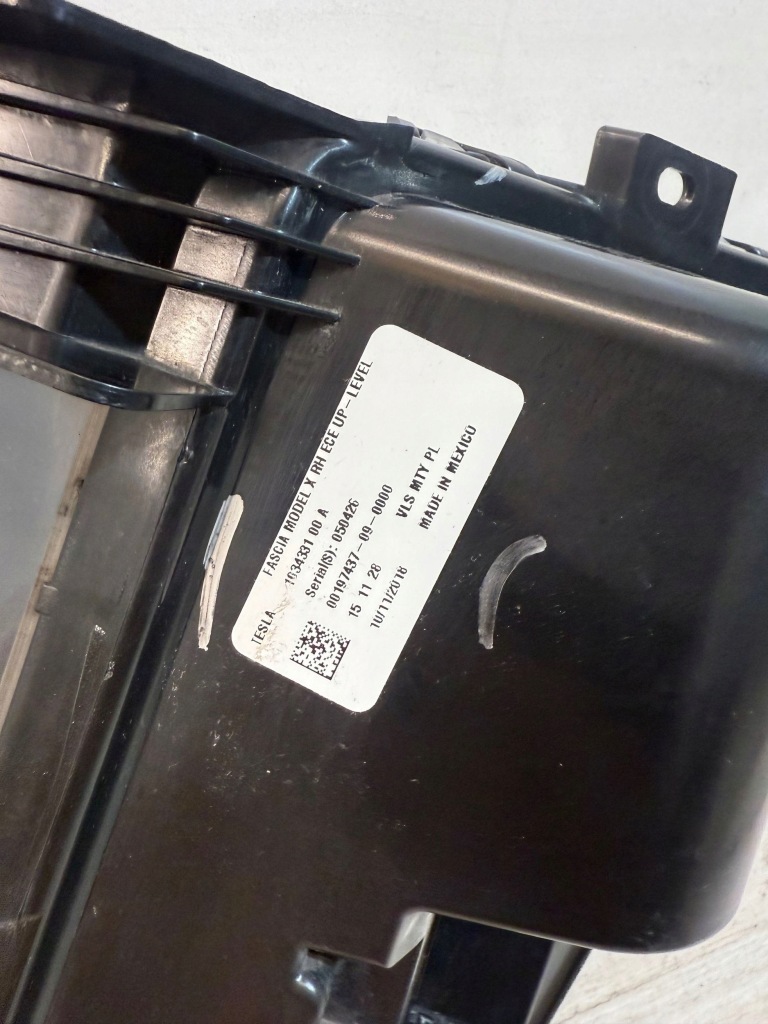 TESLA FASCIA MODEL X RH ECE UP-LEVEL
1034331 00 A
Serial(S): 050426
00197437-09-0000
15 11 28 VLS MTY PL
10/11/2018 MADE IN MEXICO